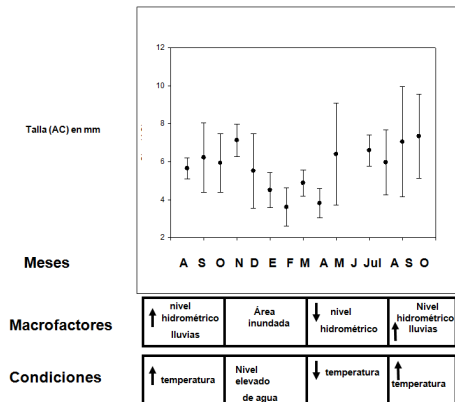 12
10
8
6
4
2
Talla (AC) en mm
Meses
A S O N D E F M A M J Jul A S O
Macrofactores
nivel
hidrométrico
lluvias
Área
inundada
nivel
hidrométrico
Nivel
hidrométrico
lluvias
Condiciones
temperatura
Nivel
elevado
de agua
temperatura
temperatura